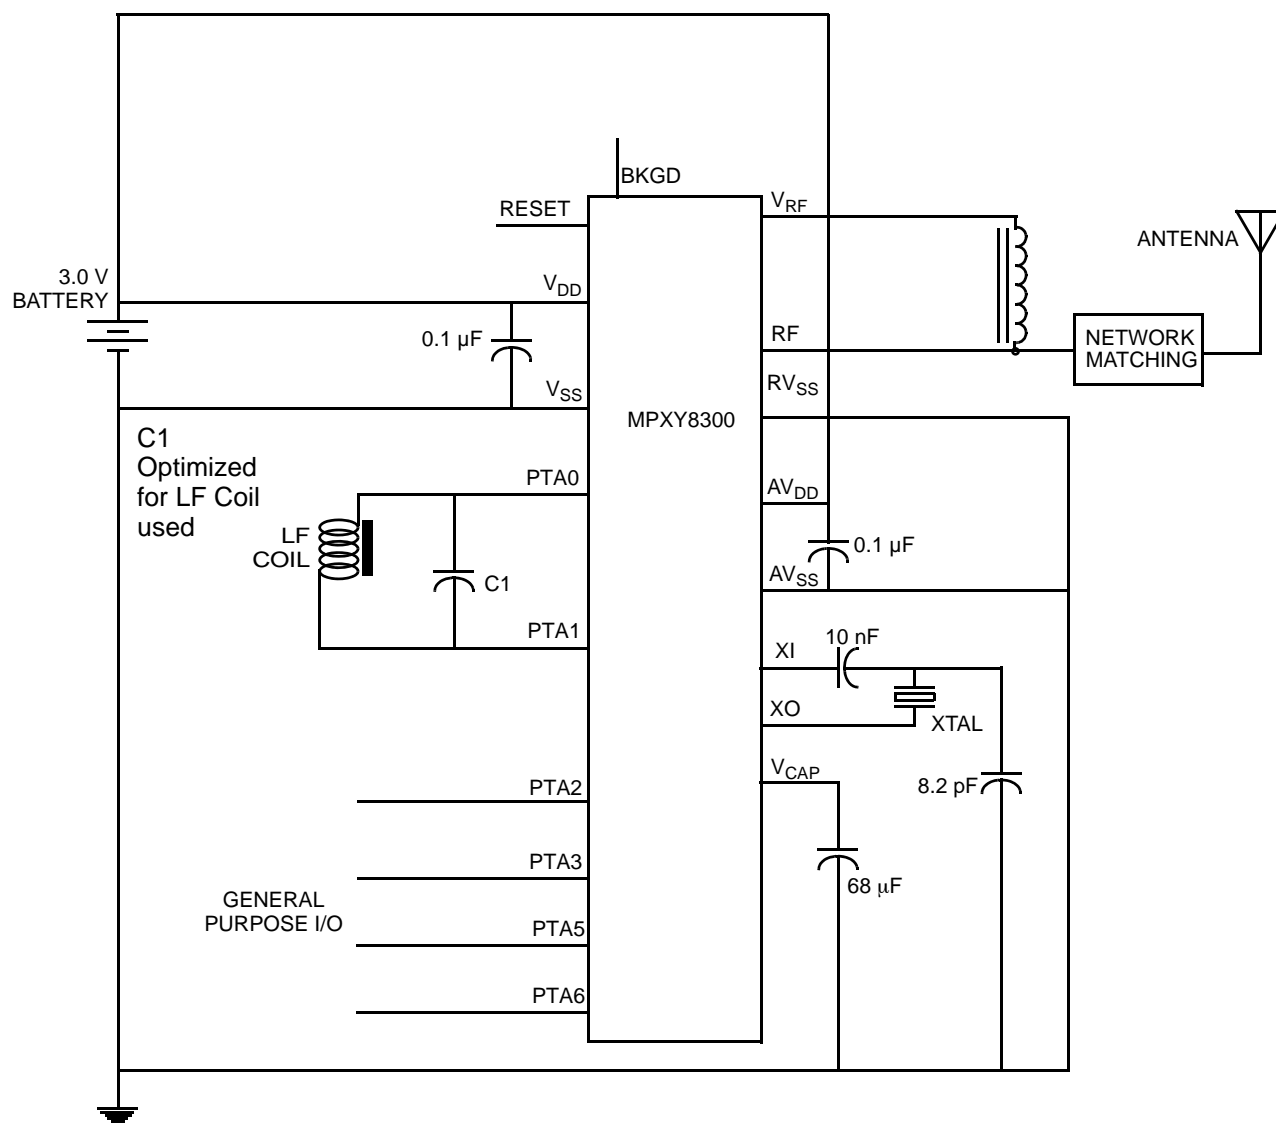 BKGD
RESET
V_RF
ANTENNA
3.0 V
BATTERY
V_DD
0.1 µF
RF
NETWORK
MATCHING
V_SS
RV_SS
MPXY8300
C1
Optimized
for LF Coil
used
PTA0
AV_DD
LF
COIL
C1
0.1 µF
AV_SS
PTA1
10 nF
XI
XO
XTAL
V_CAP
8.2 pF
PTA2
PTA3
68 µF
GENERAL
PURPOSE I/O
PTA5
PTA6